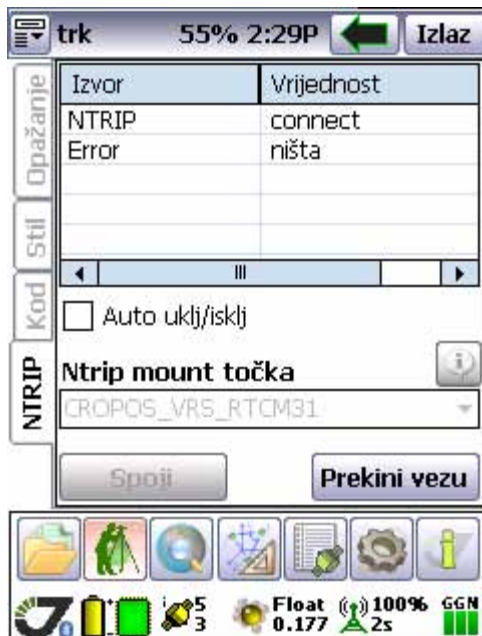 trk 55% 2:29P Izlaz
Izvor Vrijednost
NTRIP connect
Error ništa
Opažanje
Stil
Kod
NTRIP
Auto uklj/isklj
Ntrip mount točka
CROPOS_VRS_RTCM31
Spoji Prekini vezu
5 Float 100% GGN
3 0.177 2s